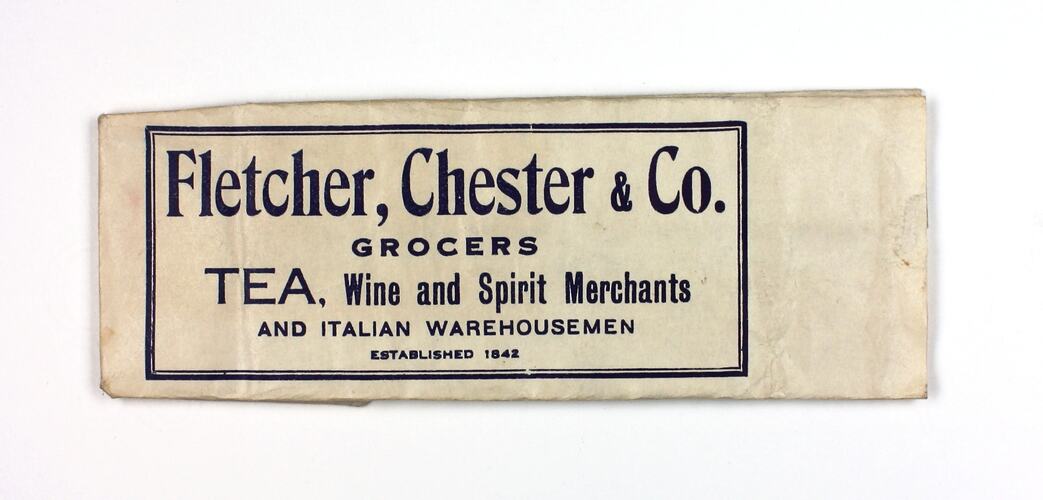 Fletcher, Chester & Co.
GROCERS
TEA, Wine and Spirit Merchants
AND ITALIAN WAREHOUSEMEN
ESTABLISHED 1842